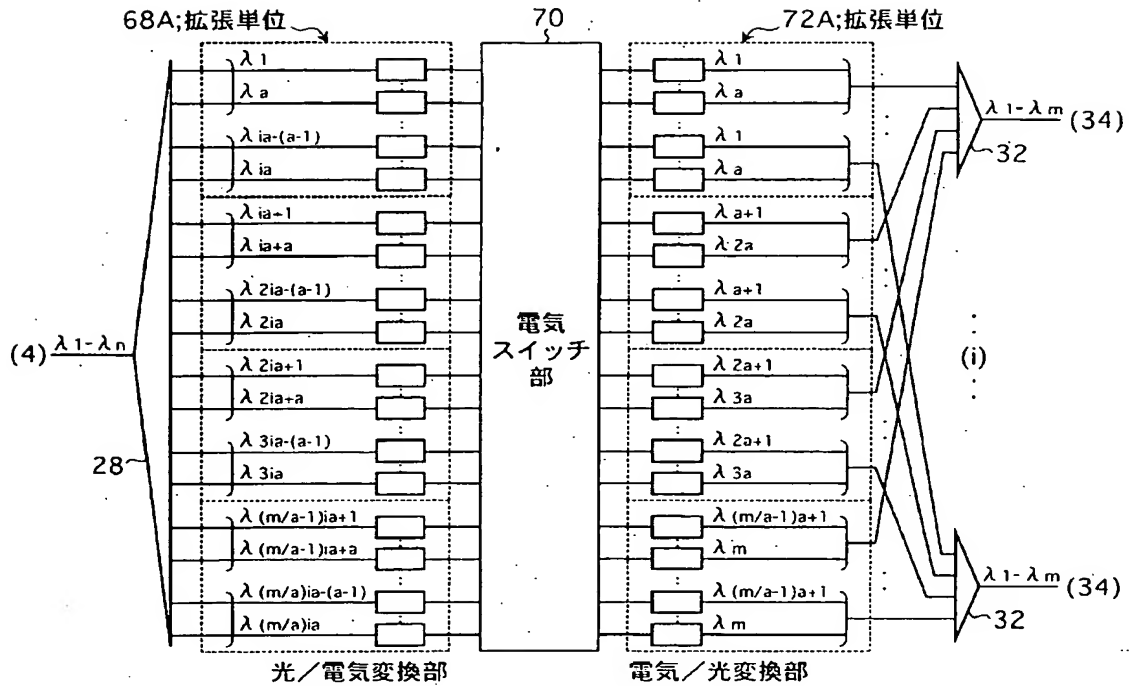 68A;拡張単位
70
72A;拡張単位
λ1
λa
λia-(a-1)
λia
λia+1
λia+a
λ2ia-(a-1)
λ2ia
λ2ia+1
λ2ia+a
λ3ia-(a-1)
λ3ia
λ(m/a-1)ia+1
λ(m/a-1)ia+a
λ(m/a)ia-(a-1)
λ(m/a)ia
(4)
λ1-λn
28
電気
スイッチ
部
λ1
λa
λ1
λa
λa+1
λ2a
λa+1
λ2a
λ2a+1
λ3a
λ2a+1
λ3a
λ(m/a-1)a+1
λm
λ(m/a-1)a+1
λm
λ1-λm
(34)
32
(i)
λ1-λm
(34)
32
光/電気変換部
電気/光変換部